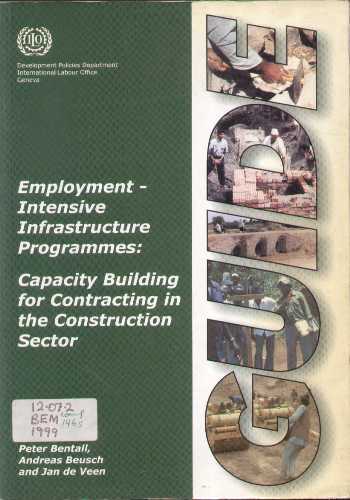 ILO
Development Policies Department
International Labour Office
Geneva
GUIDE
Employment -
Intensive
Infrastructure
Programmes:
Capacity Building
for Contracting in
the Construction
Sector
12-07-2
BEM
1999
Peter Bentall,
Andreas Beusch
and Jan de Veen